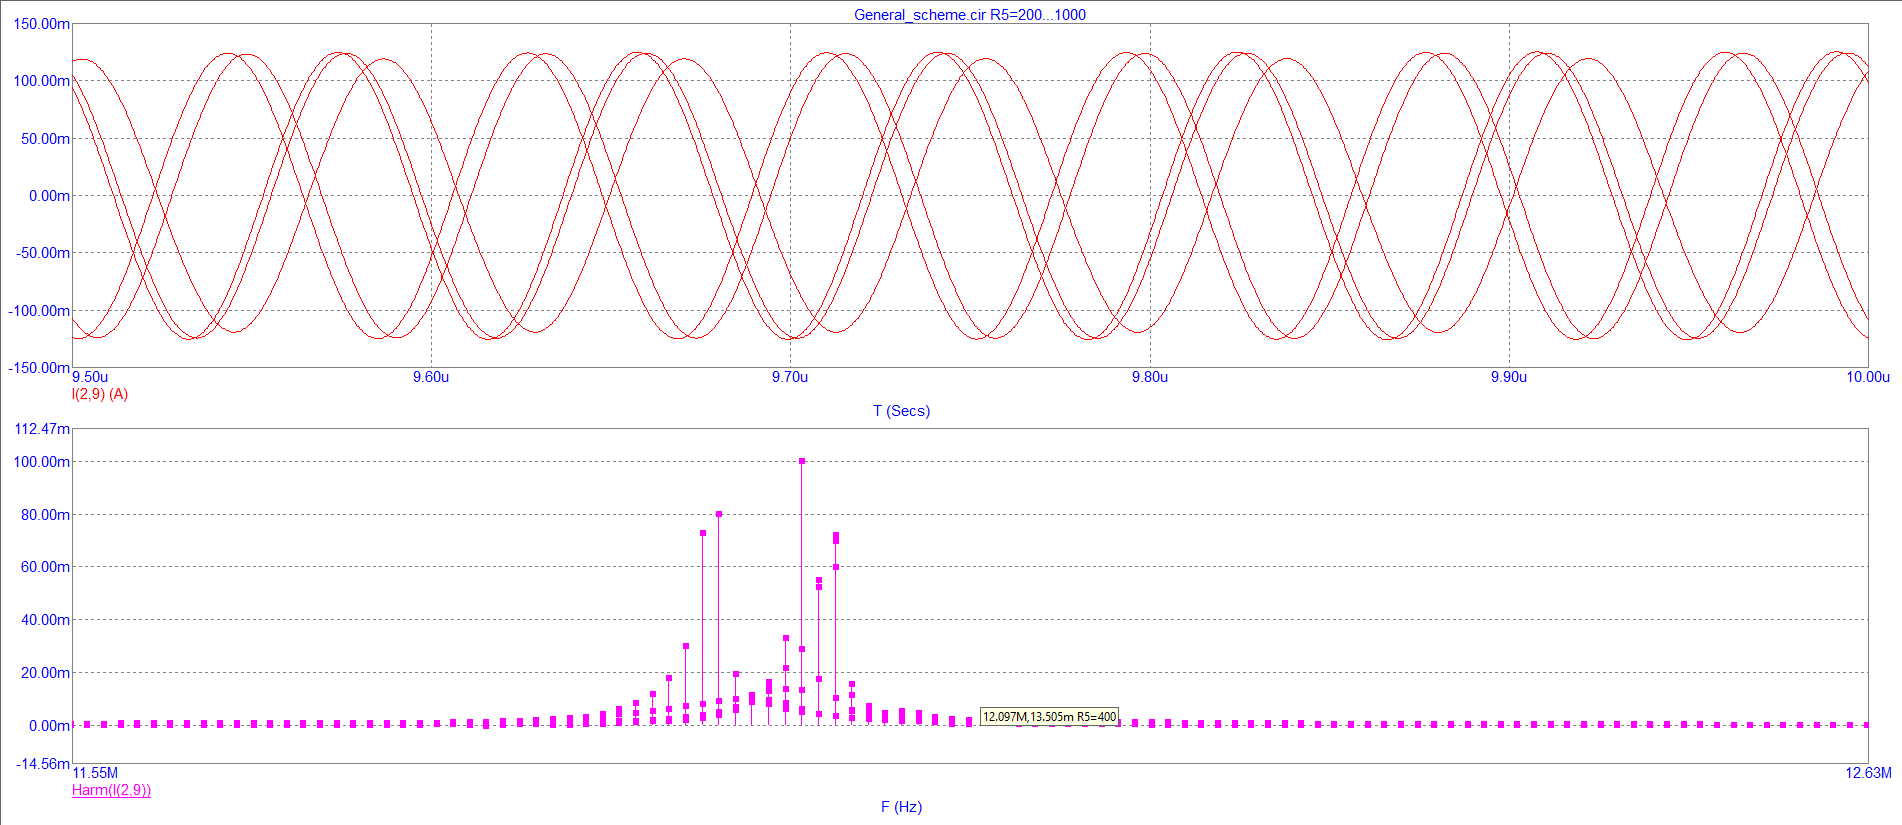 General_scheme.cir R5=200...1000
150.00m
100.00m
50.00m
0.00m
-50.00m
-100.00m
-150.00m
9.50u 9.60u 9.70u 9.80u 9.90u 10.00u
I(2,9) (A)
T (Secs)
112.47m
100.00m
80.00m
60.00m
40.00m
20.00m
12.097M,13.505m R5=400
0.00m
-14.56m
11.55M 12.63M
Harm(I(2,9))
F (Hz)